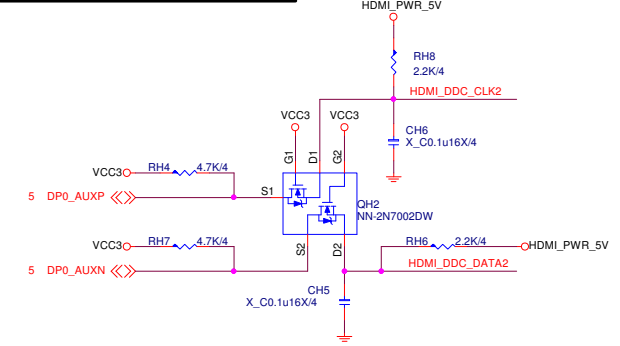 HDMI_PWR_5V
RH8
2.2K/4
HDMI_DDC_CLK2
VCC3
VCC3
CH6
X_C0.1u16X/4
G1
D1
G2
VCC3
RH4
4.7K/4
5
DP0_AUXP
S1
QH2
NN-2N7002DW
VCC3
RH7
4.7K/4
S2
D2
RH6
2.2K/4
HDMI_PWR_5V
5
DP0_AUXN
HDMI_DDC_DATA2
CH5
X_C0.1u16X/4